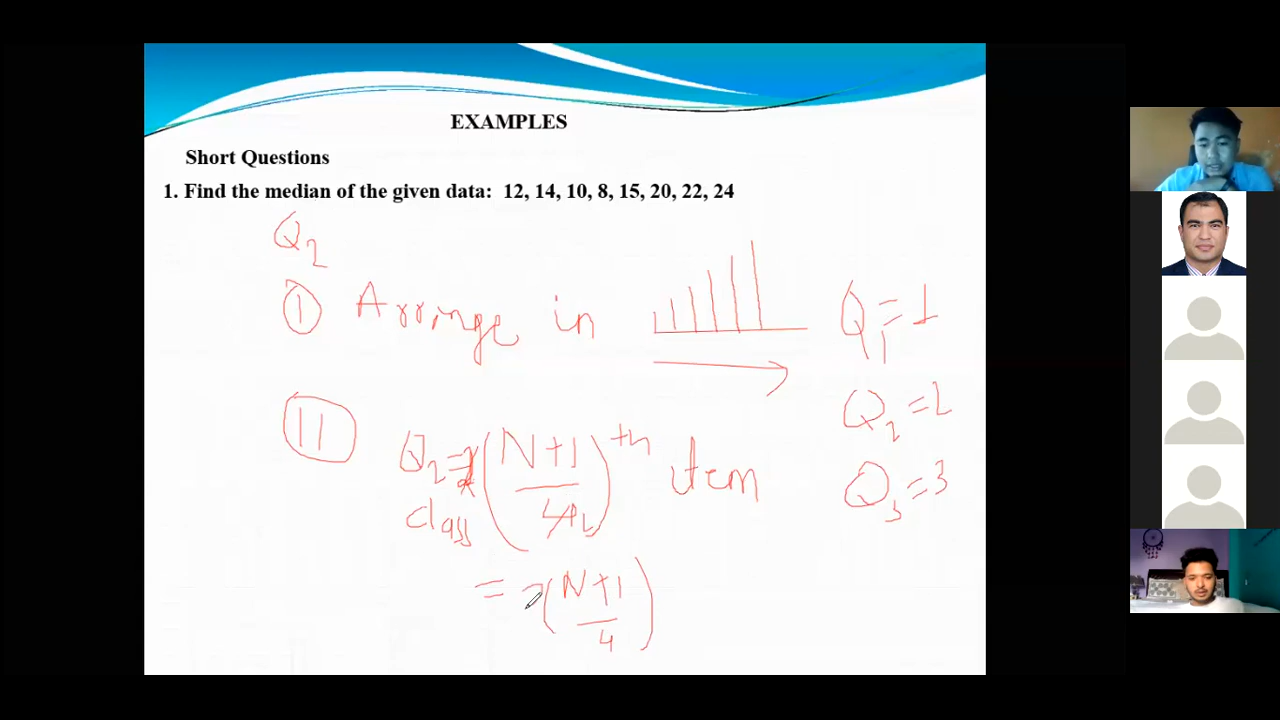 EXAMPLES
Short Questions
1. Find the median of the given data: 12, 14, 10, 8, 15, 20, 22, 24
Q2
I Arrange in
Q1 = 1
Q2 = 2
II Q2 = 2(N+1/42)th item
class
Q3 = 3
= 2(N+1/4)